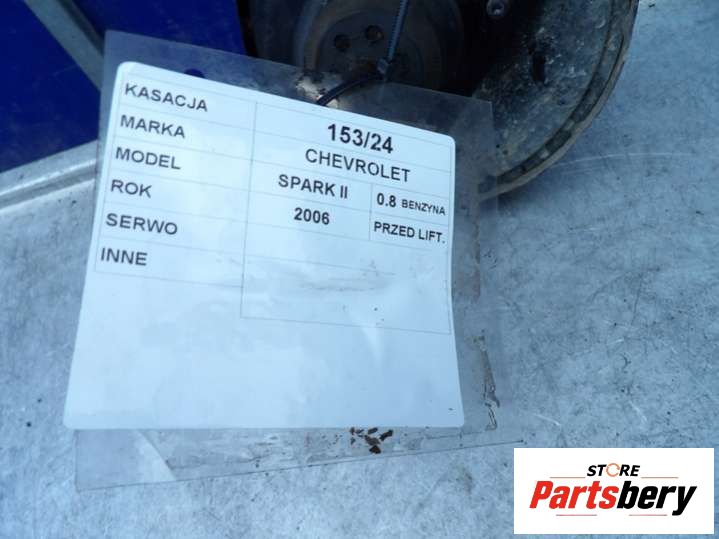 KASACJA 153/24
MARKA CHEVROLET
MODEL SPARK II 0.8 BENZYNA
ROK 2006 PRZED LIFT.
SERWO
INNE
STORE
Partsbery